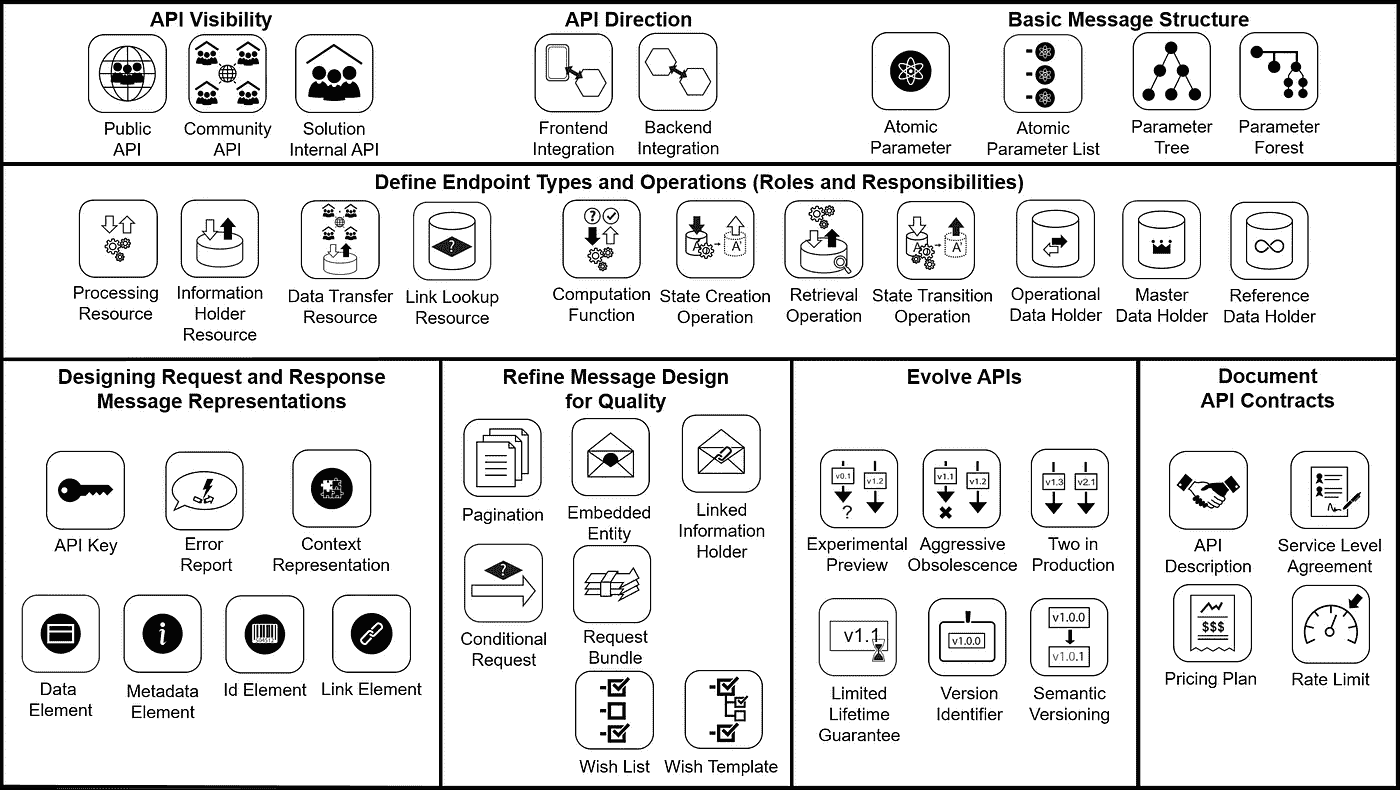 API Visibility
API Direction
Basic Message Structure
Public
API
Community
API
Solution
Internal API
Frontend
Integration
Backend
Integration
Atomic
Parameter
Atomic
Parameter List
Parameter
Tree
Parameter
Forest
Define Endpoint Types and Operations (Roles and Responsibilities)
?
?
A
A'
A
A'
Processing
Resource
Information
Holder
Resource
Data Transfer
Resource
Link Lookup
Resource
Computation
Function
State Creation
Operation
Retrieval
Operation
State Transition
Operation
Operational
Data Holder
Master
Data Holder
Reference
Data Holder
Designing Request and Response
Message Representations
API Key
Error
Report
Context
Representation
i
Data
Element
Metadata
Element
Id Element
Link Element
Refine Message Design
for Quality
Pagination
Embedded
Entity
Linked
Information
Holder
?
Conditional
Request
Request
Bundle
Wish List
Wish Template
Evolve APIs
v0.1
v1.2
?
v1.1
v1.2
v1.3
v2.1
Experimental
Preview
Aggressive
Obsolescence
Two in
Production
v1.1
v1.0.0
v1.0.0
v1.0.1
Limited
Lifetime
Guarantee
Version
Identifier
Semantic
Versioning
Document
API Contracts
API
Description
Service Level
Agreement
$$$
Pricing Plan
Rate Limit